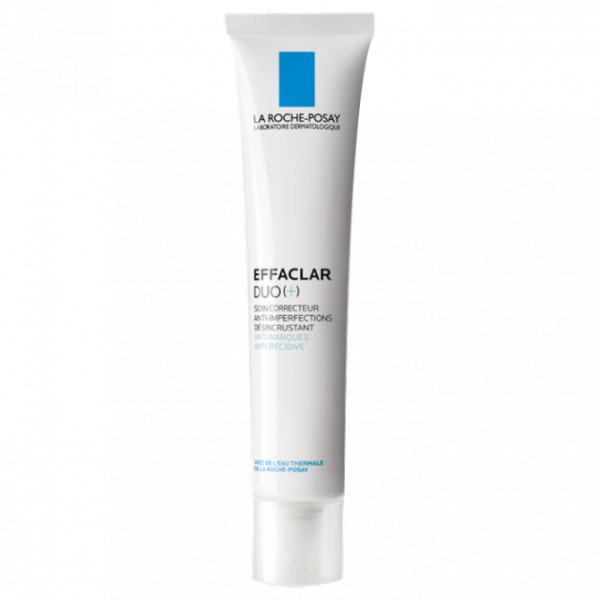 LA ROCHE-POSAY
LABORATOIRE DERMATOLOGIQUE
EFFACLAR
DUO(+)
SOIN CORRECTEUR
ANTI-IMPERFECTIONS
DÉSINCRUSTANT
ANTI-MARQUES
ANTI-RÉCIDIVE
AVEC DE L'EAU THERMALE
DE LA ROCHE-POSAY